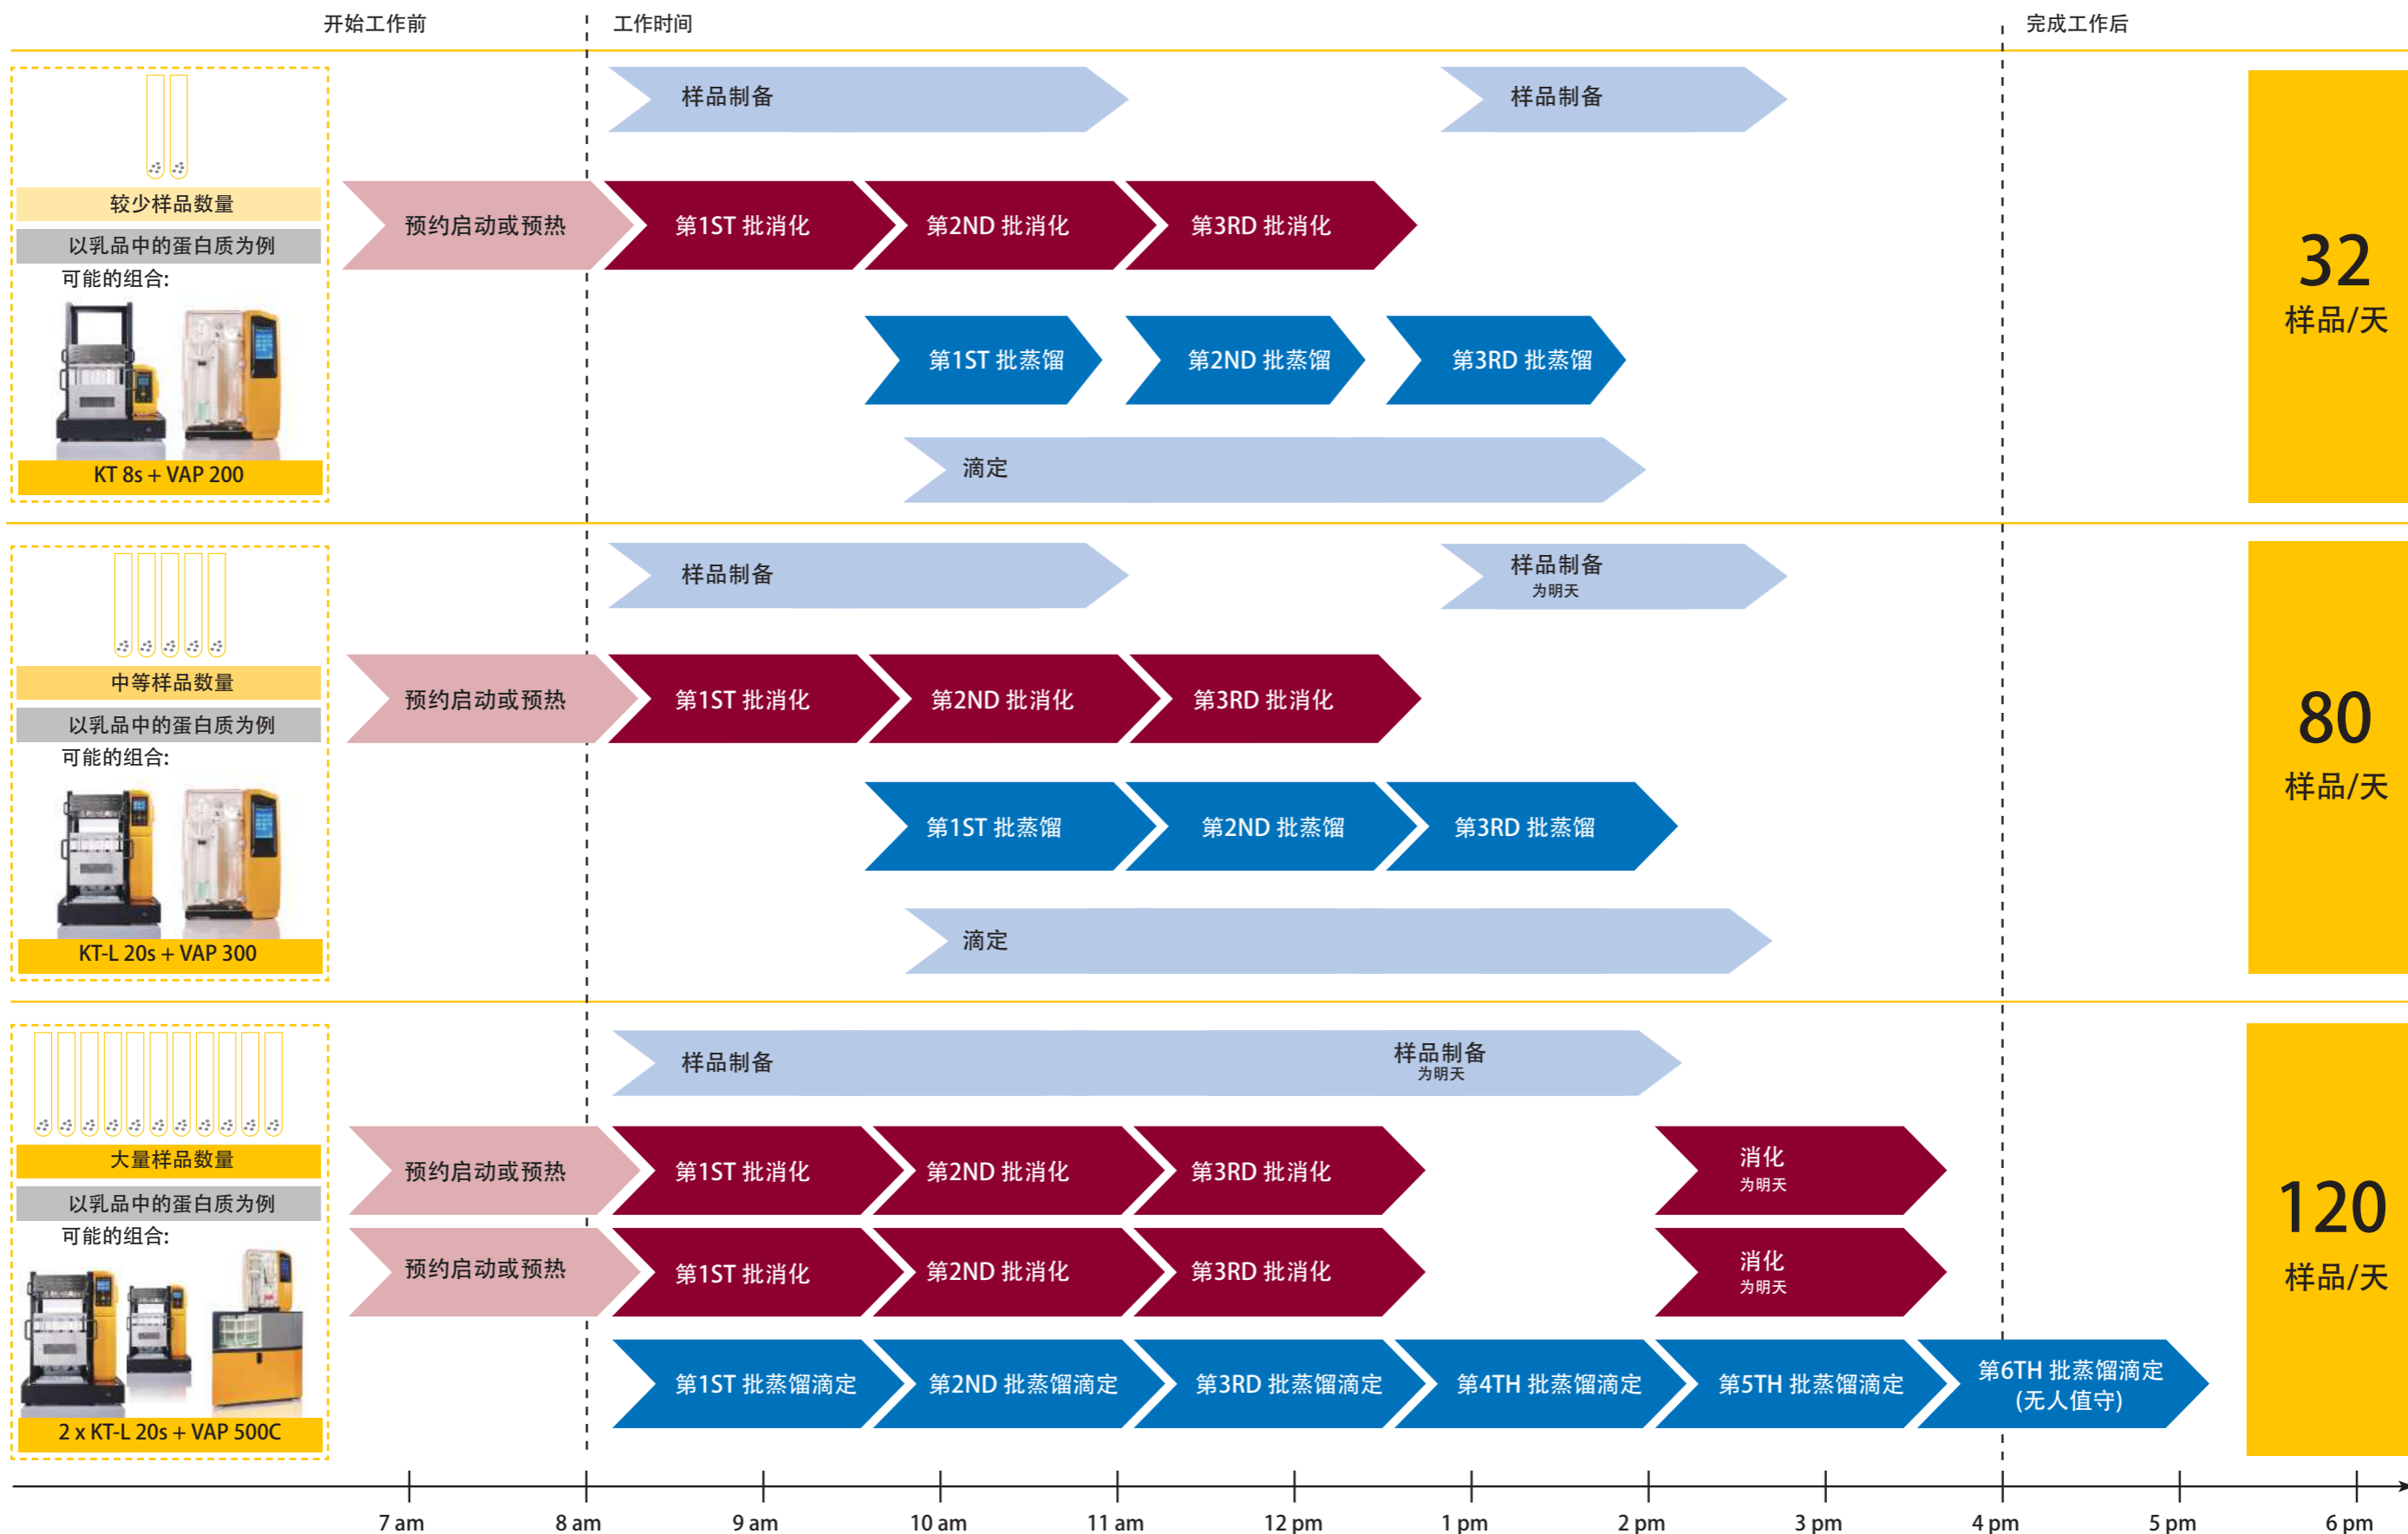 开始工作前
工作时间
完成工作后
样品制备
样品制备
较少样品数量
以乳品中的蛋白质为例
可能的组合:
KT 8s + VAP 200
预约启动或预热
第1ST 批消化
第2ND 批消化
第3RD 批消化
第1ST 批蒸馏
第2ND 批蒸馏
第3RD 批蒸馏
滴定
32
样品/天
样品制备
样品制备
为明天
中等样品数量
以乳品中的蛋白质为例
可能的组合:
KT-L 20s + VAP 300
预约启动或预热
第1ST 批消化
第2ND 批消化
第3RD 批消化
第1ST 批蒸馏
第2ND 批蒸馏
第3RD 批蒸馏
滴定
80
样品/天
样品制备
样品制备
为明天
大量样品数量
以乳品中的蛋白质为例
可能的组合:
2 x KT-L 20s + VAP 500C
预约启动或预热
第1ST 批消化
第2ND 批消化
第3RD 批消化
消化
为明天
预约启动或预热
第1ST 批消化
第2ND 批消化
第3RD 批消化
消化
为明天
第1ST 批蒸馏滴定
第2ND 批蒸馏滴定
第3RD 批蒸馏滴定
第4TH 批蒸馏滴定
第5TH 批蒸馏滴定
第6TH 批蒸馏滴定
(无人值守)
120
样品/天
7 am
8 am
9 am
10 am
11 am
12 pm
1 pm
2 pm
3 pm
4 pm
5 pm
6 pm